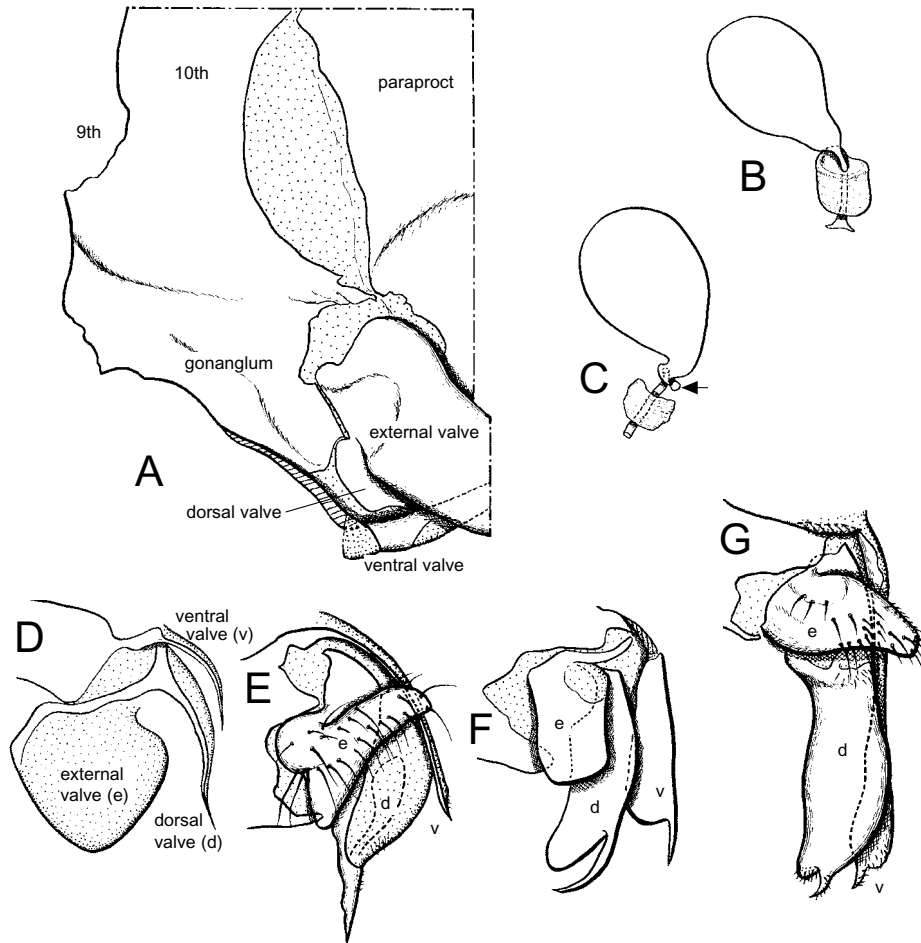 10th
paraproct
9th
B
C
gonanglum
external valve
A
dorsal valve
ventral valve
D
ventral
valve (v)
external
valve (e)
dorsal
valve (d)
E
e
d
v
F
e
d
v
G
e
d
v